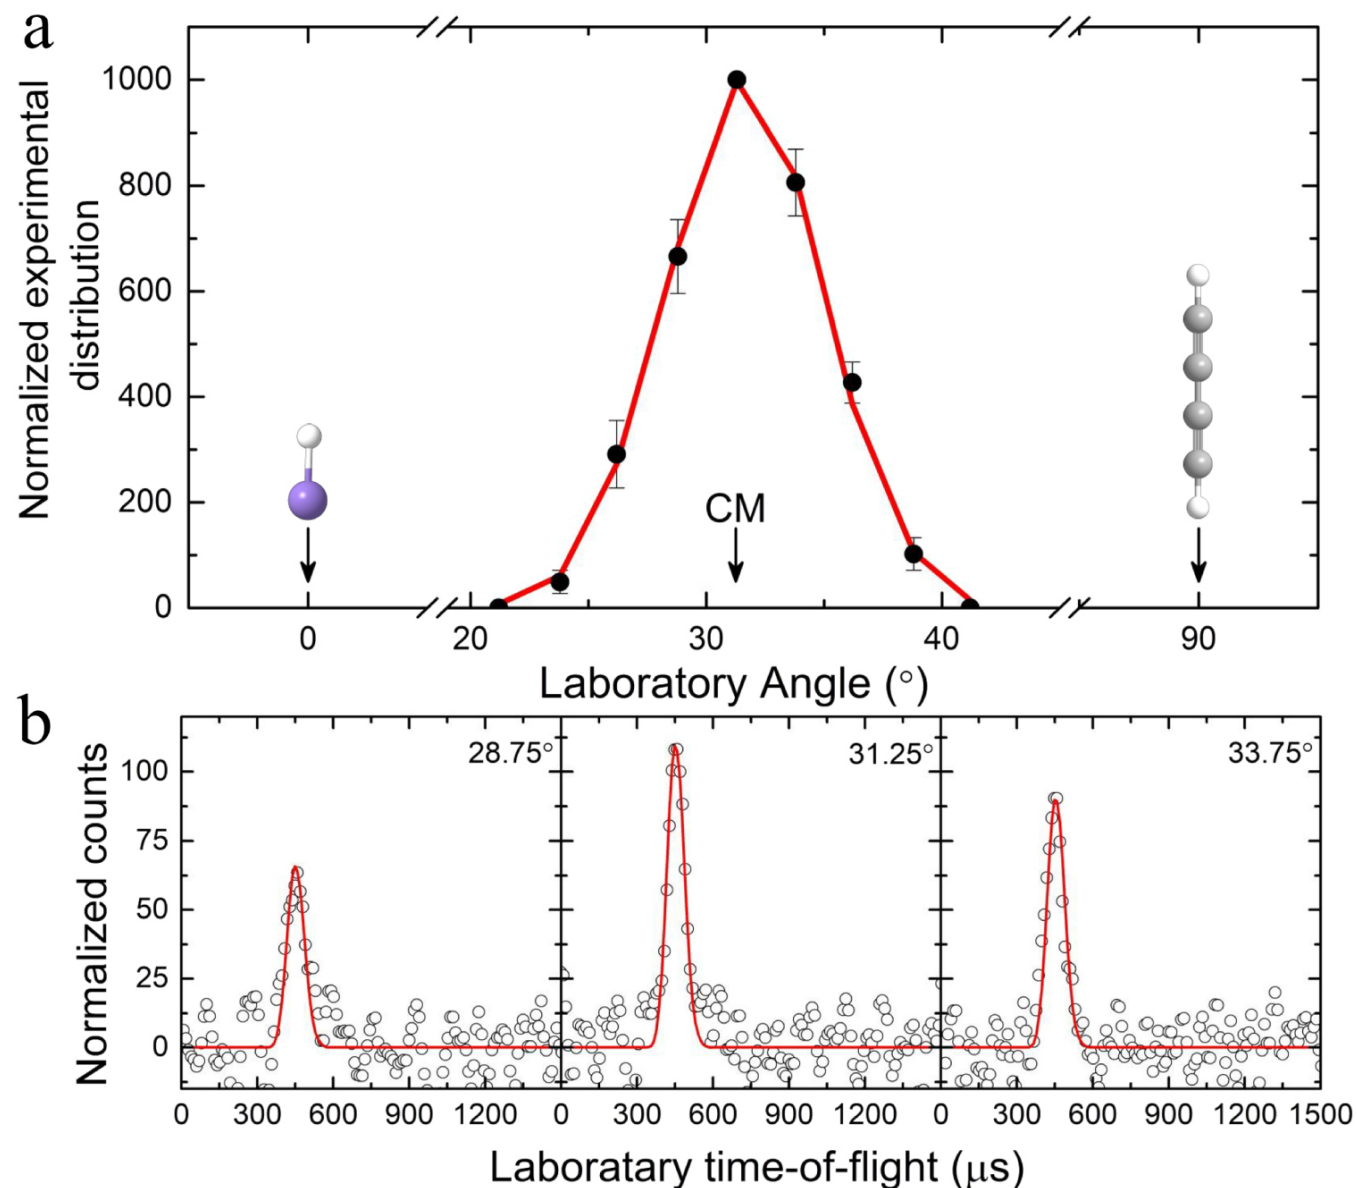 a
Normalized experimental
distribution
1000
800
600
400
200
0
CM
0
20
30
40
90
Laboratory Angle (°)
b
Normalized counts
100
75
50
25
0
28.75°
31.25°
33.75°
0 300 600 900 1200
0 300 600 900 1200
0 300 600 900 1200 1500
Laboratary time-of-flight (μs)